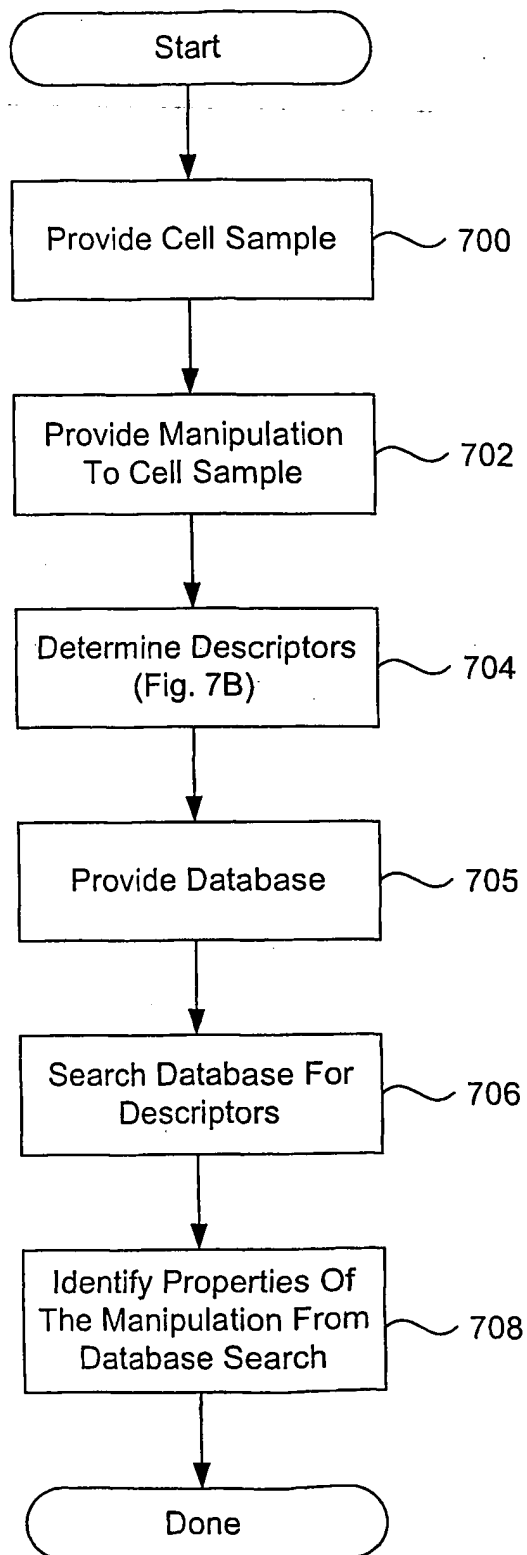 Start
Provide Cell Sample
700
Provide Manipulation
To Cell Sample
702
Determine Descriptors
(Fig. 7B)
704
Provide Database
705
Search Database For
Descriptors
706
Identify Properties Of
The Manipulation From
Database Search
708
Done